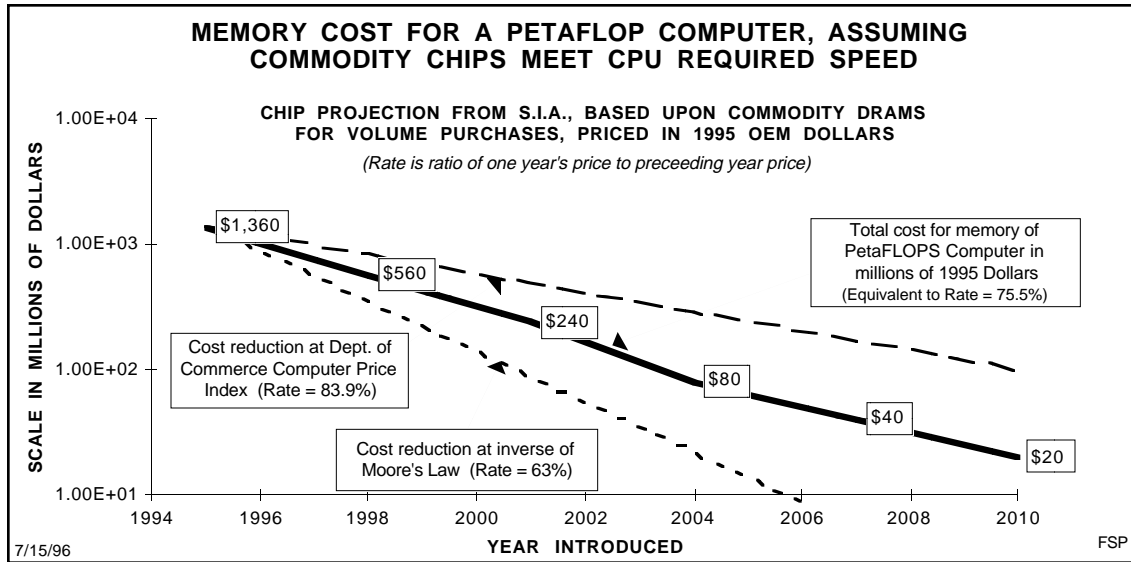 MEMORY COST FOR A PETAFLOP COMPUTER, ASSUMING
COMMODITY CHIPS MEET CPU REQUIRED SPEED
CHIP PROJECTION FROM S.I.A., BASED UPON COMMODITY DRAMS
FOR VOLUME PURCHASES, PRICED IN 1995 OEM DOLLARS
(Rate is ratio of one year's price to preceeding year price)
SCALE IN MILLIONS OF DOLLARS
1.00E+04
1.00E+03
1.00E+02
1.00E+01
$1,360
$560
$240
$80
$40
$20
Total cost for memory of
PetaFLOPS Computer in
millions of 1995 Dollars
(Equivalent to Rate = 75.5%)
Cost reduction at Dept. of
Commerce Computer Price
Index (Rate = 83.9%)
Cost reduction at inverse of
Moore's Law (Rate = 63%)
1994 1996 1998 2000 2002 2004 2006 2008 2010
YEAR INTRODUCED
7/15/96
FSP